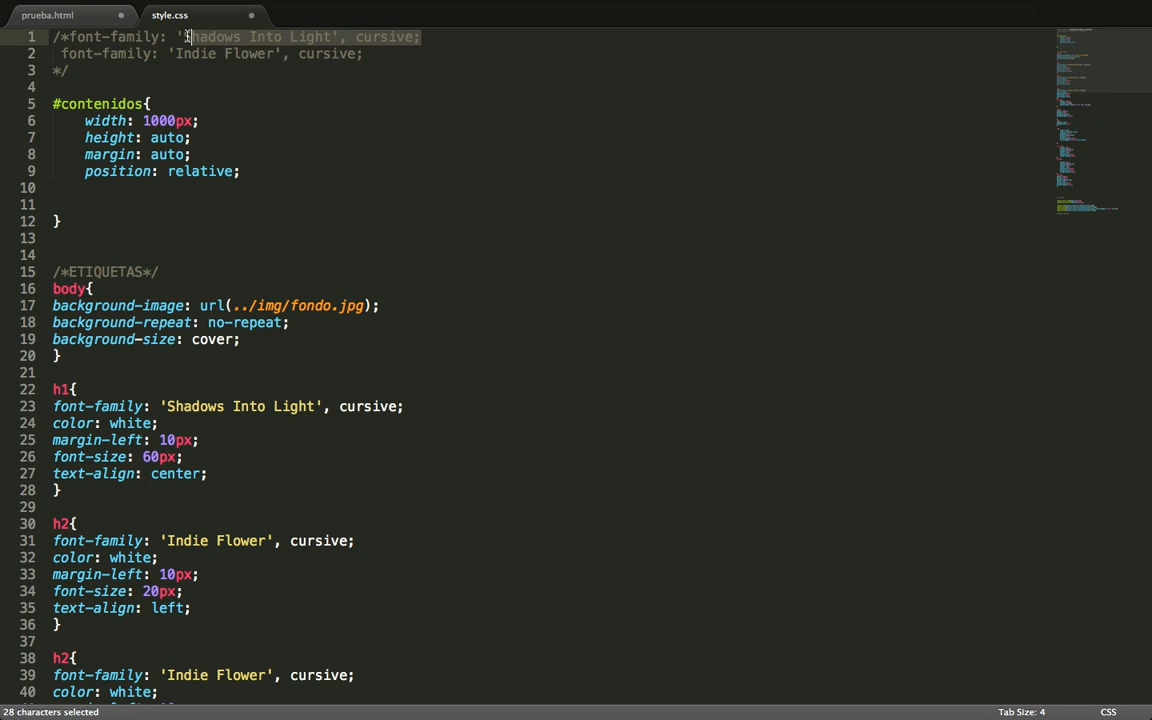 prueba.html
style.css
1 /*font-family: 'Shadows Into Light', cursive;
2 font-family: 'Indie Flower', cursive;
3 */
4
5 #contenidos{
6 width: 1000px;
7 height: auto;
8 margin: auto;
9 position: relative;
10
11
12 }
13
14
15 /*ETIQUETAS*/
16 body{
17 background-image: url(../img/fondo.jpg);
18 background-repeat: no-repeat;
19 background-size: cover;
20 }
21
22 h1{
23 font-family: 'Shadows Into Light', cursive;
24 color: white;
25 margin-left: 10px;
26 font-size: 60px;
27 text-align: center;
28 }
29
30 h2{
31 font-family: 'Indie Flower', cursive;
32 color: white;
33 margin-left: 10px;
34 font-size: 20px;
35 text-align: left;
36 }
37
38 h2{
39 font-family: 'Indie Flower', cursive;
40 color: white;
28 characters selected
Tab Size: 4
CSS